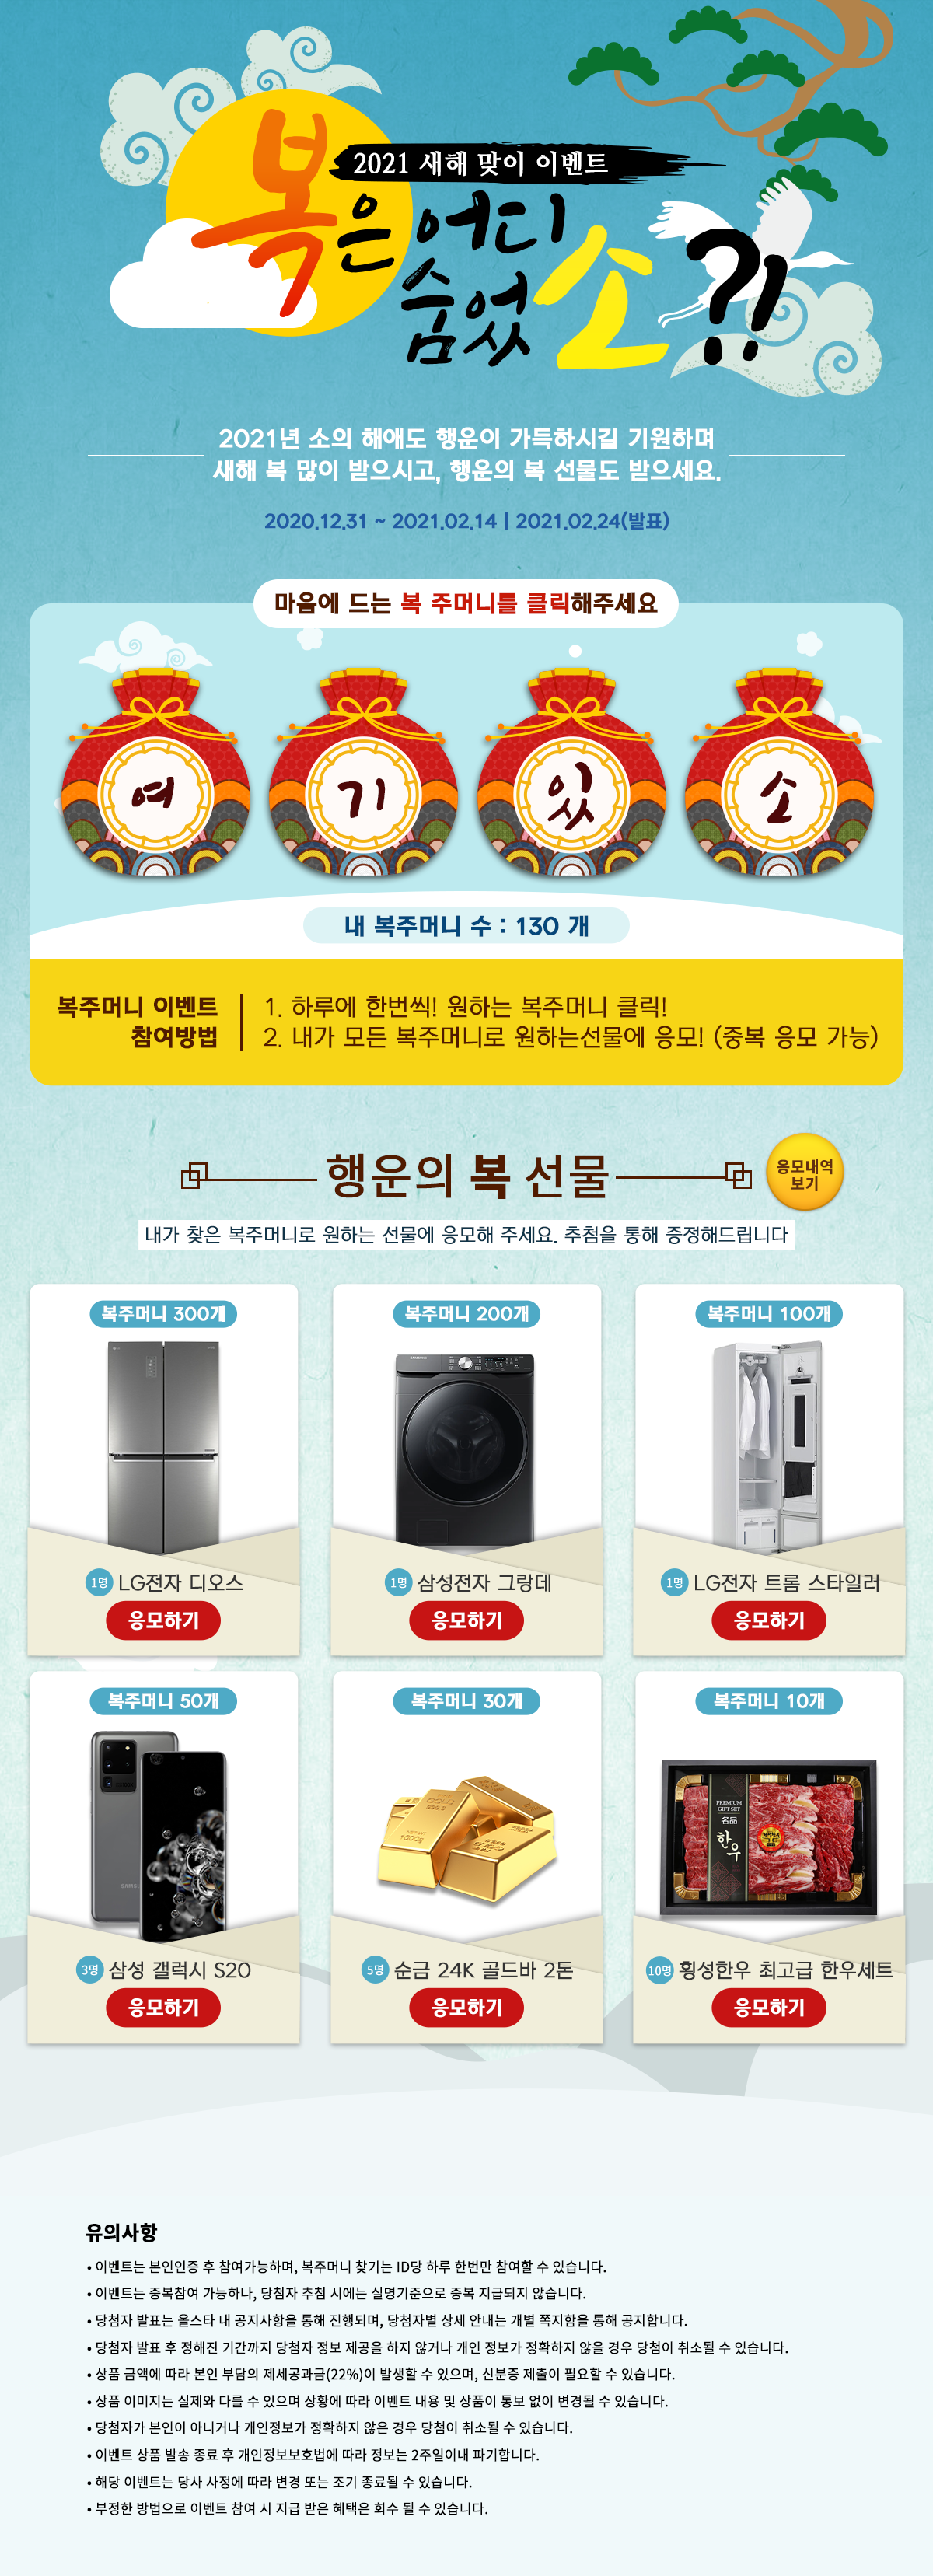 2021 새해 맞이 이벤트
복은 어디
숨었소?!
2021년 소의 해애도 행운이 가득하시길 기원하며
새해 복 많이 받으시고, 행운의 복 선물도 받으세요.
2020.12.31 ~ 2021.02.14 | 2021.02.24(발표)
마음에 드는 복 주머니를 클릭해주세요
여 기 있 소
내 복주머니 수 : 130 개
복주머니 이벤트
참여방법
1. 하루에 한번씩! 원하는 복주머니 클릭!
2. 내가 모든 복주머니로 원하는선물에 응모! (중복 응모 가능)
행운의 복 선물
응모내역
보기
내가 찾은 복주머니로 원하는 선물에 응모해 주세요. 추첨을 통해 증정해드립니다
복주머니 300개
1명 LG전자 디오스
응모하기
복주머니 200개
1명 삼성전자 그랑데
응모하기
복주머니 100개
1명 LG전자 트롬 스타일러
응모하기
복주머니 50개
3명 삼성 갤럭시 S20
응모하기
복주머니 30개
5명 순금 24K 골드바 2돈
응모하기
복주머니 10개
PREMIUM
GIFT SET
名品
한우
10명 횡성한우 최고급 한우세트
응모하기
유의사항
• 이벤트는 본인인증 후 참여가능하며, 복주머니 찾기는 ID당 하루 한번만 참여할 수 있습니다.
• 이벤트는 중복참여 가능하나, 당첨자 추첨 시에는 실명기준으로 중복 지급되지 않습니다.
• 당첨자 발표는 올스타 내 공지사항을 통해 진행되며, 당첨자별 상세 안내는 개별 쪽지함을 통해 공지합니다.
• 당첨자 발표 후 정해진 기간까지 당첨자 정보 제공을 하지 않거나 개인 정보가 정확하지 않을 경우 당첨이 취소될 수 있습니다.
• 상품 금액에 따라 본인 부담의 제세공과금(22%)이 발생할 수 있으며, 신분증 제출이 필요할 수 있습니다.
• 상품 이미지는 실제와 다를 수 있으며 상황에 따라 이벤트 내용 및 상품이 통보 없이 변경될 수 있습니다.
• 당첨자가 본인이 아니거나 개인정보가 정확하지 않은 경우 당첨이 취소될 수 있습니다.
• 이벤트 상품 발송 종료 후 개인정보보호법에 따라 정보는 2주일이내 파기합니다.
• 해당 이벤트는 당사 사정에 따라 변경 또는 조기 종료될 수 있습니다.
• 부정한 방법으로 이벤트 참여 시 지급 받은 혜택은 회수 될 수 있습니다.